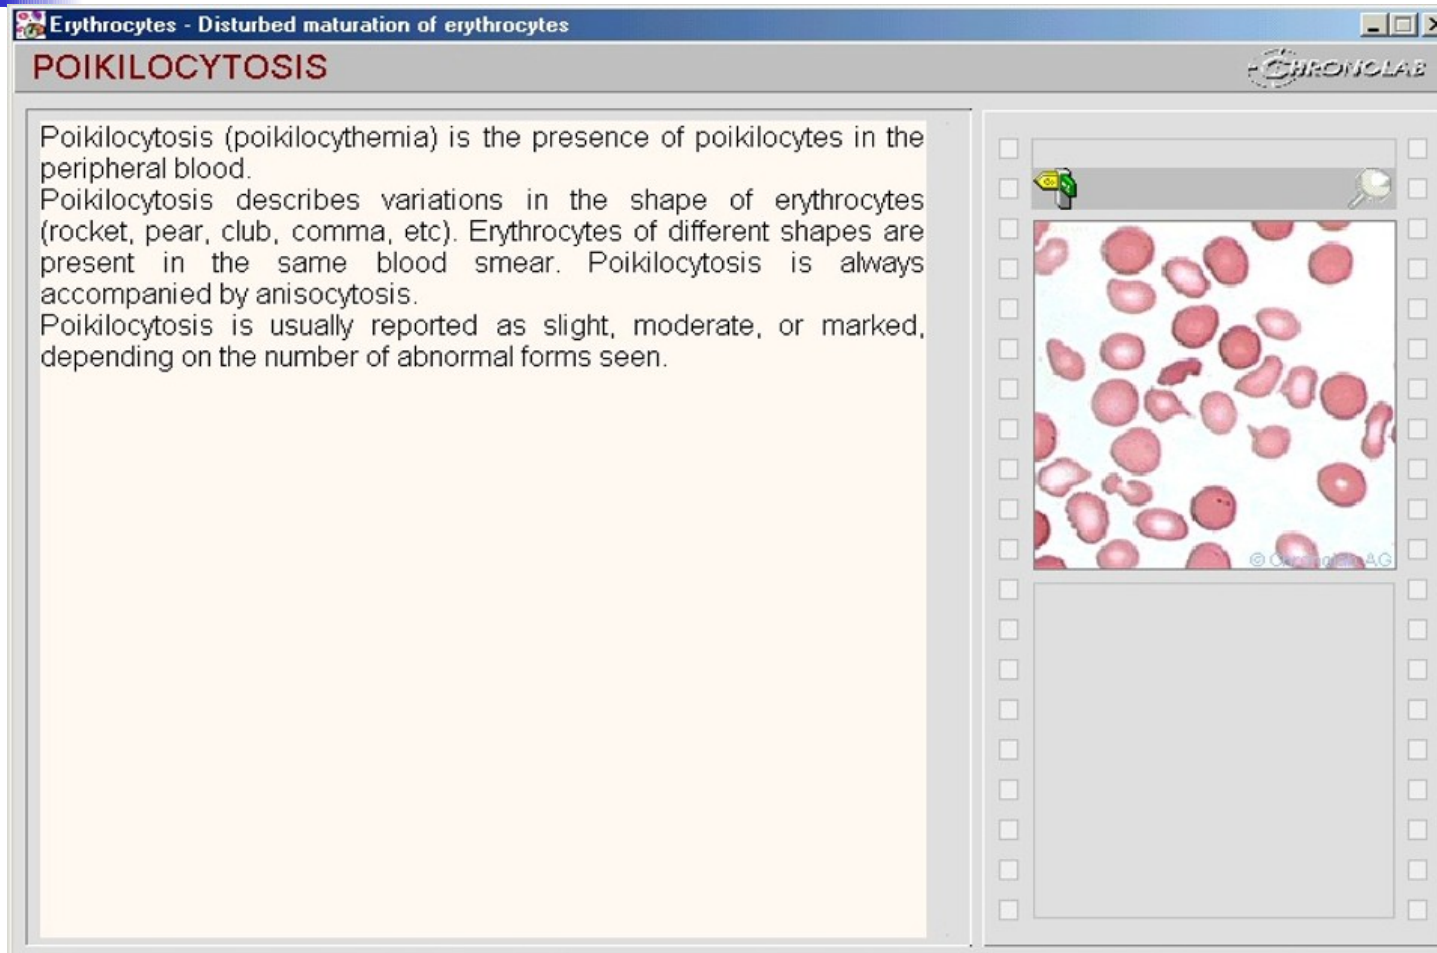 Erythrocytes - Disturbed maturation of erythrocytes
POIKILOCYTOSIS
CHRONOLAB
Poikilocytosis (poikilocythemia) is the presence of poikilocytes in the
peripheral blood.
Poikilocytosis describes variations in the shape of erythrocytes
(rocket, pear, club, comma, etc). Erythrocytes of different shapes are
present in the same blood smear. Poikilocytosis is always
accompanied by anisocytosis.
Poikilocytosis is usually reported as slight, moderate, or marked,
depending on the number of abnormal forms seen.
© Chronolab AG